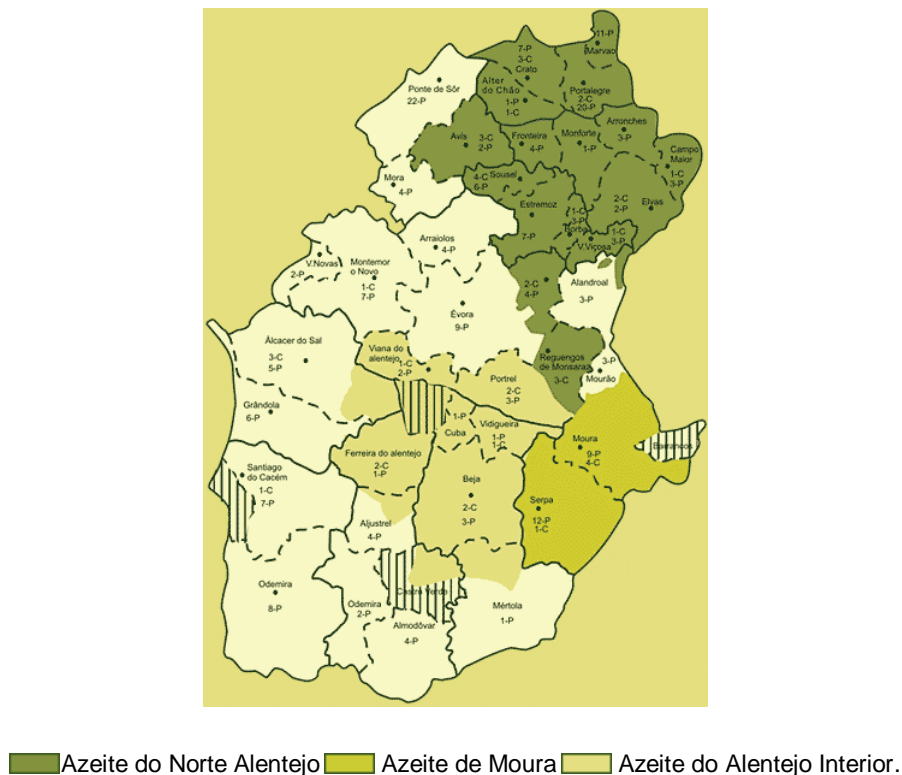 11-P
Marvao
7-P
3-C
Crato
Alter
do Chão
1-P
1-C
Portalegre
2-C
20-P
Ponte de Sôr
22-P
Arronches
3-P
Avis
3-C
2-P
Fronteira
4-P
Monforte
1-P
Campo
Maior
1-C
3-P
Mora
4-P
4-C Sousel
6-P
2-C
2-P
Elvas
Estremoz
7-P
1-C
3-P
Borba
1-C
V.Viçosa
3-P
Arraiolos
4-P
V.Novas
2-P
Montemor
o Novo
1-C
7-P
2-C
4-P
Alandroal
3-P
Évora
9-P
Álcacer do Sal
3-C
5-P
Viana do
alentejo
1-C
2-P
Reguengos
de Monsaraz
3-C
3-P
Mourão
Portrel
2-C
3-P
Grândola
6-P
1-P
Cuba
Vidigueira
1-P
1-C
Moura
9-P
4-C
Barrancos
Ferreira do alentejo
2-C
1-P
Santiago
do Cacém
1-C
7-P
Beja
2-C
3-P
Serpa
12-P
1-C
Aljustrel
4-P
Odemira
8-P
Castro Verde
Odemira
2-P
Almodôvar
4-P
Mértola
1-P
Azeite do Norte Alentejo Azeite de Moura Azeite do Alentejo Interior.